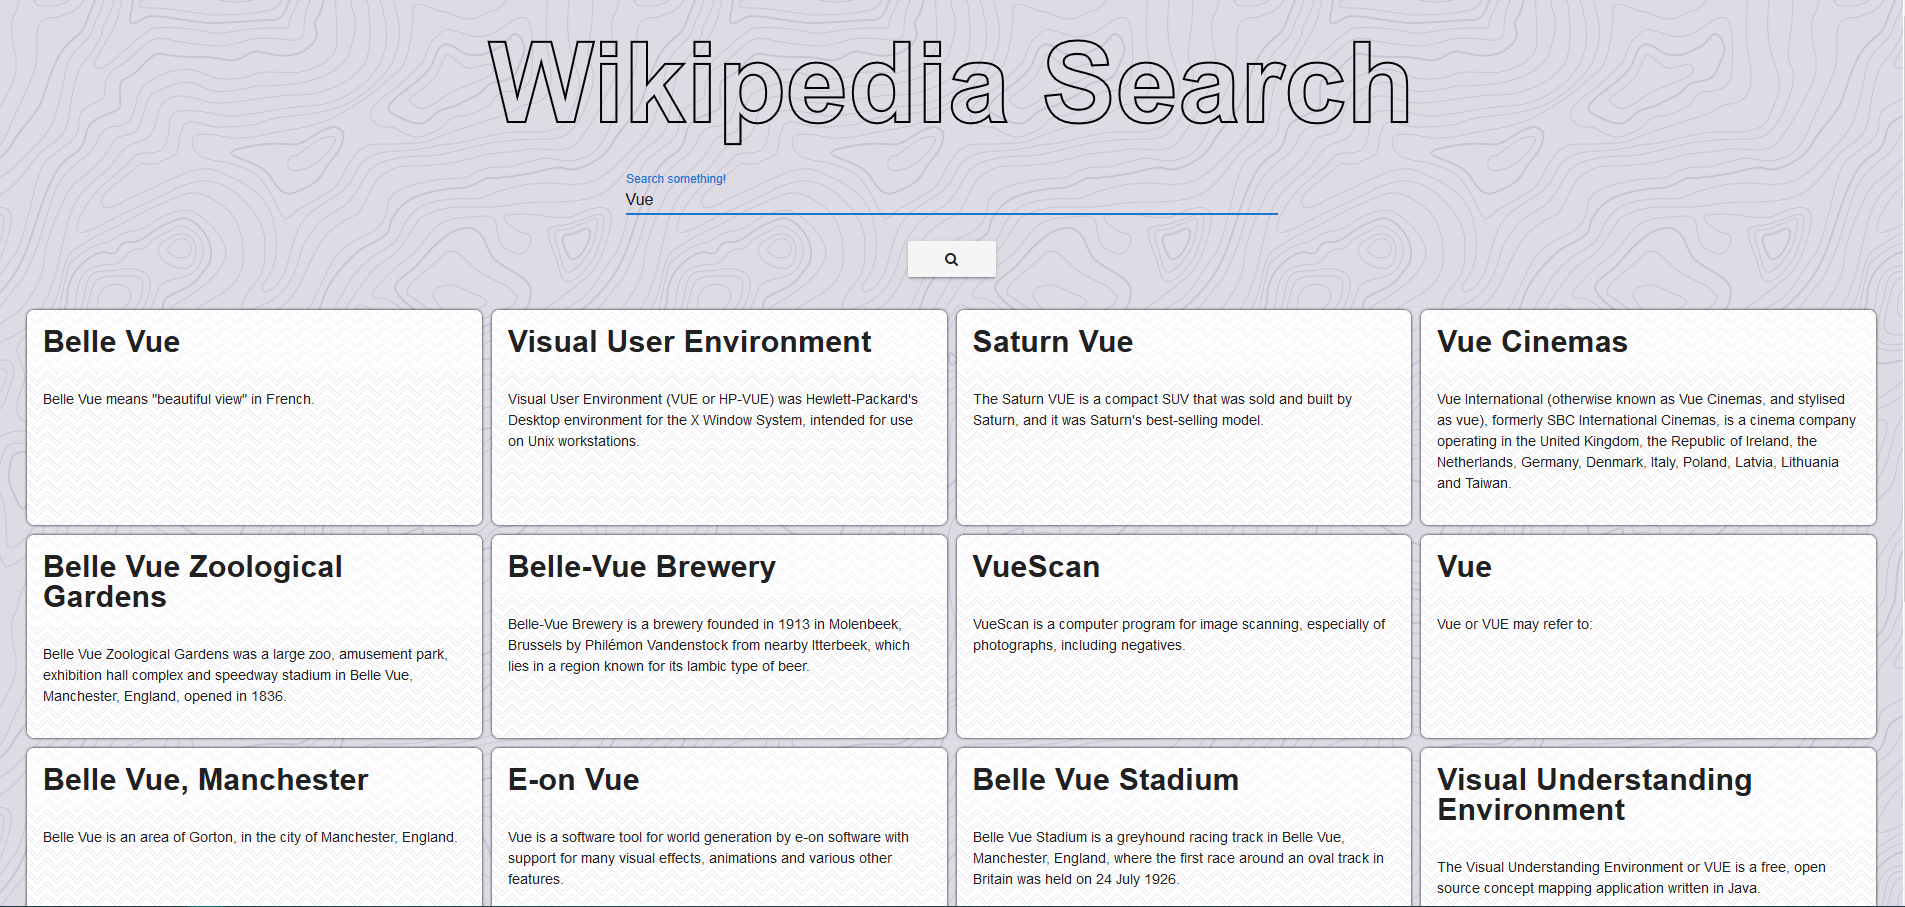 Wikipedia Search
Search something!
Vue
Belle Vue
Belle Vue means "beautiful view" in French.
Visual User Environment
Visual User Environment (VUE or HP-VUE) was Hewlett-Packard's
Desktop environment for the X Window System, intended for use
on Unix workstations.
Saturn Vue
The Saturn VUE is a compact SUV that was sold and built by
Saturn, and it was Saturn's best-selling model.
Vue Cinemas
Vue International (otherwise known as Vue Cinemas, and stylised
as vue), formerly SBC International Cinemas, is a cinema company
operating in the United Kingdom, the Republic of Ireland, the
Netherlands, Germany, Denmark, Italy, Poland, Latvia, Lithuania
and Taiwan.
Belle Vue Zoological
Gardens
Belle Vue Zoological Gardens was a large zoo, amusement park,
exhibition hall complex and speedway stadium in Belle Vue,
Manchester, England, opened in 1836.
Belle-Vue Brewery
Belle-Vue Brewery is a brewery founded in 1913 in Molenbeek,
Brussels by Philémon Vandenstock from nearby Itterbeek, which
lies in a region known for its lambic type of beer.
VueScan
VueScan is a computer program for image scanning, especially of
photographs, including negatives.
Vue
Vue or VUE may refer to:
Belle Vue, Manchester
Belle Vue is an area of Gorton, in the city of Manchester, England.
E-on Vue
Vue is a software tool for world generation by e-on software with
support for many visual effects, animations and various other
features.
Belle Vue Stadium
Belle Vue Stadium is a greyhound racing track in Belle Vue,
Manchester, England, where the first race around an oval track in
Britain was held on 24 July 1926.
Visual Understanding
Environment
The Visual Understanding Environment or VUE is a free, open
source concept mapping application written in Java.